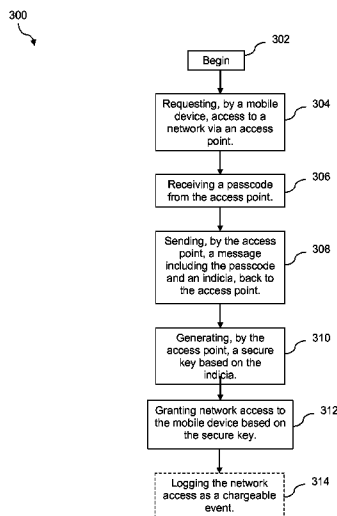 300
302
Begin
304
Requesting, by a mobile
device, access to a
network via an access
point.
306
Receiving a passcode
from the access point.
308
Sending, by the access
point, a message
including the passcode
and an indicia, back to
the access point.
310
Generating, by the
access point, a secure
key based on the
indicia.
312
Granting network access to
the mobile device based on
the secure key.
314
Logging the network
access as a chargeable
event.